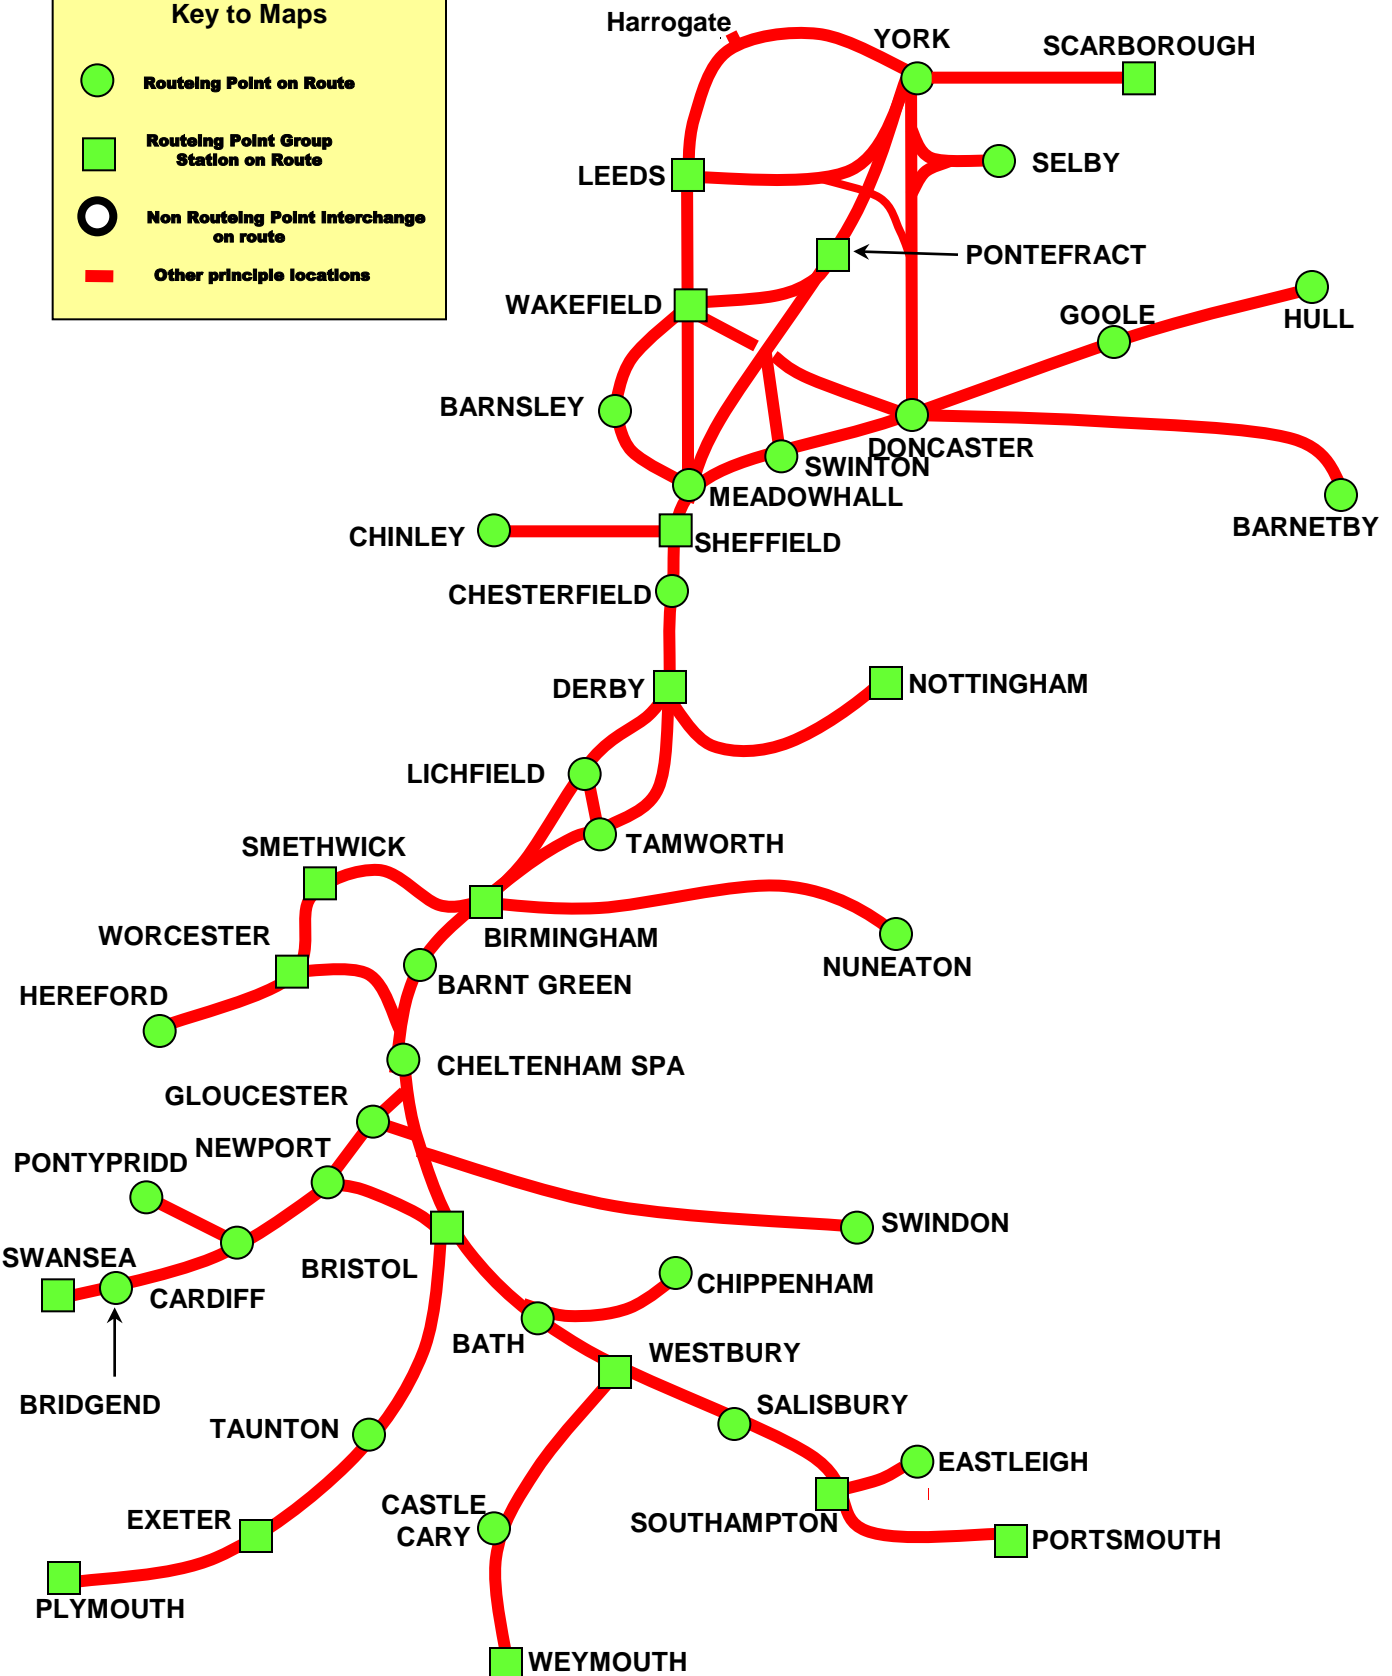 Key to Maps
Routeing Point on Route
Routeing Point Group
Station on Route
Non Routeing Point Interchange
on route
Other principle locations
Harrogate
YORK
SCARBOROUGH
LEEDS
SELBY
PONTEFRACT
WAKEFIELD
GOOLE
HULL
BARNSLEY
DONCASTER
SWINTON
MEADOWHALL
BARNETBY
CHINLEY
SHEFFIELD
CHESTERFIELD
DERBY
NOTTINGHAM
LICHFIELD
TAMWORTH
SMETHWICK
WORCESTER
BIRMINGHAM
NUNEATON
BARNT GREEN
HEREFORD
CHELTENHAM SPA
GLOUCESTER
NEWPORT
PONTYPRIDD
SWINDON
SWANSEA
BRISTOL
CHIPPENHAM
CARDIFF
BATH
WESTBURY
BRIDGEND
SALISBURY
TAUNTON
EASTLEIGH
CASTLE
CARY
EXETER
SOUTHAMPTON
PORTSMOUTH
PLYMOUTH
WEYMOUTH